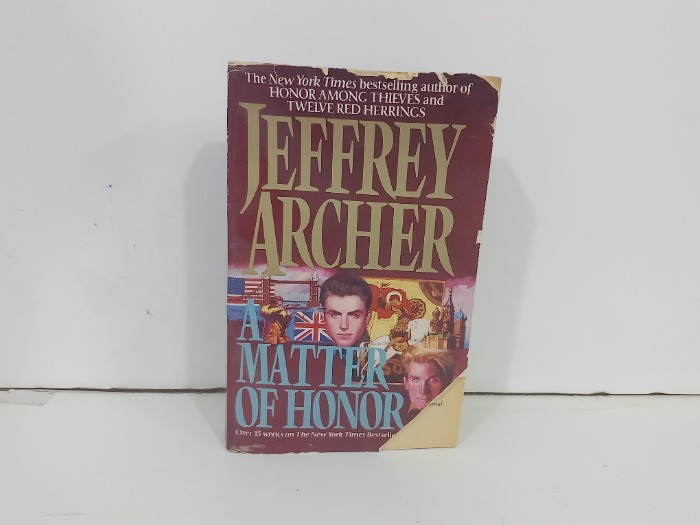 The New York Times bestselling author of
HONOR AMONG THIEVES and
TWELVE RED HERRINGS
JEFFREY
ARCHER
A
MATTER
OF HONOR
Over 15 weeks on The New York Times